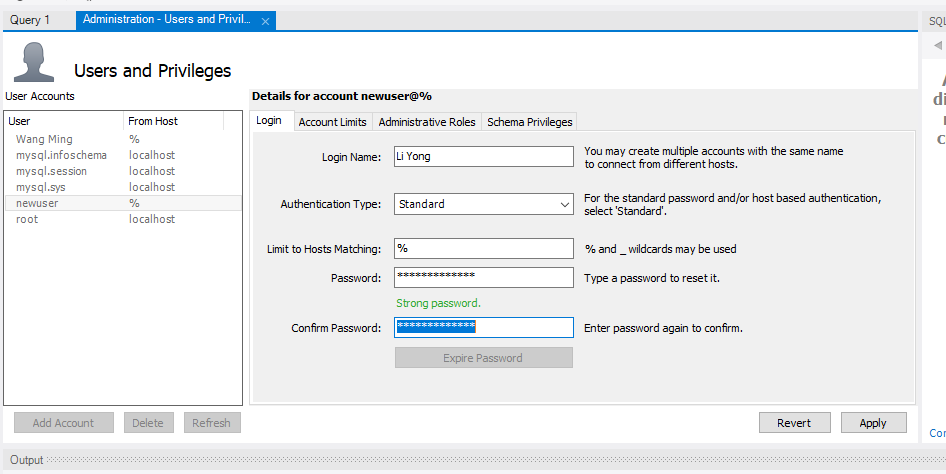 Query 1
Administration - Users and Privil...
SQL
Users and Privileges
User Accounts
Details for account newuser@%
User From Host
Wang Ming %
mysql.infoschema localhost
mysql.session localhost
mysql.sys localhost
newuser %
root localhost
Login Account Limits Administrative Roles Schema Privileges
Login Name: Li Yong You may create multiple accounts with the same name
to connect from different hosts.
Authentication Type: Standard For the standard password and/or host based authentication,
select 'Standard'.
Limit to Hosts Matching: % % and _ wildcards may be used
Password: ************* Type a password to reset it.
Strong password.
Confirm Password: ************* Enter password again to confirm.
Expire Password
Add Account Delete Refresh Revert Apply
Output